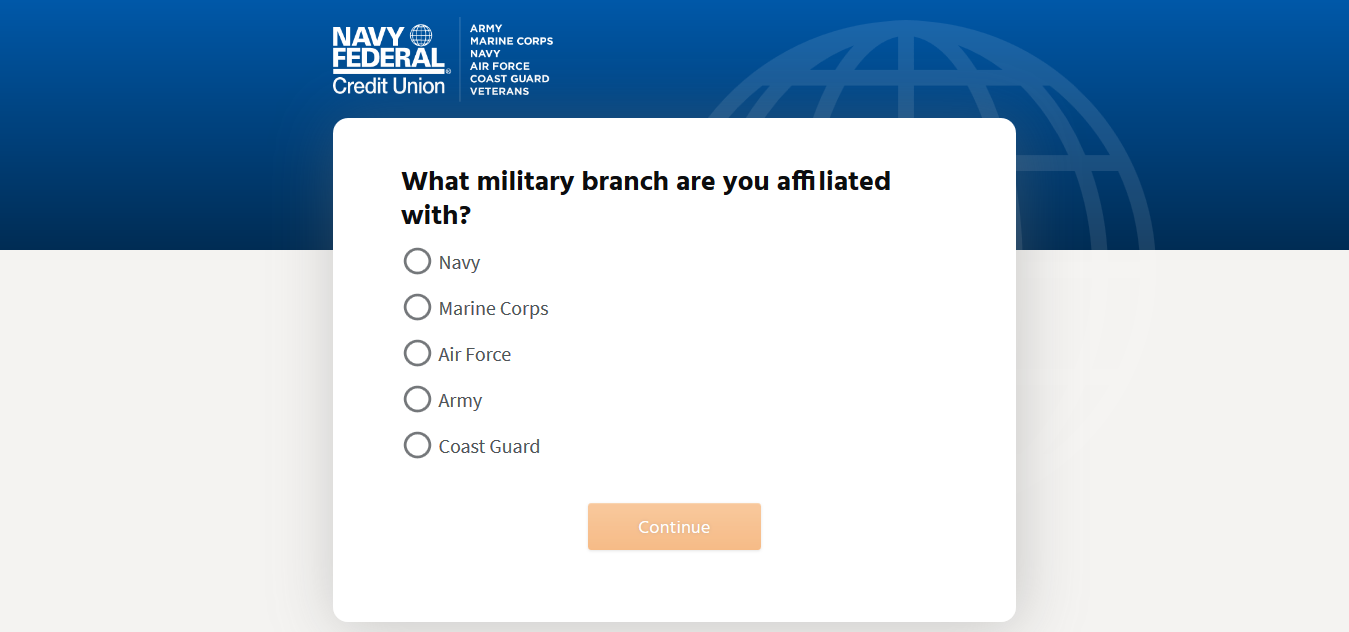 NAVY
FEDERAL
Credit Union
ARMY
MARINE CORPS
NAVY
AIR FORCE
COAST GUARD
VETERANS
What military branch are you affiliated
with?
Navy
Marine Corps
Air Force
Army
Coast Guard
Continue